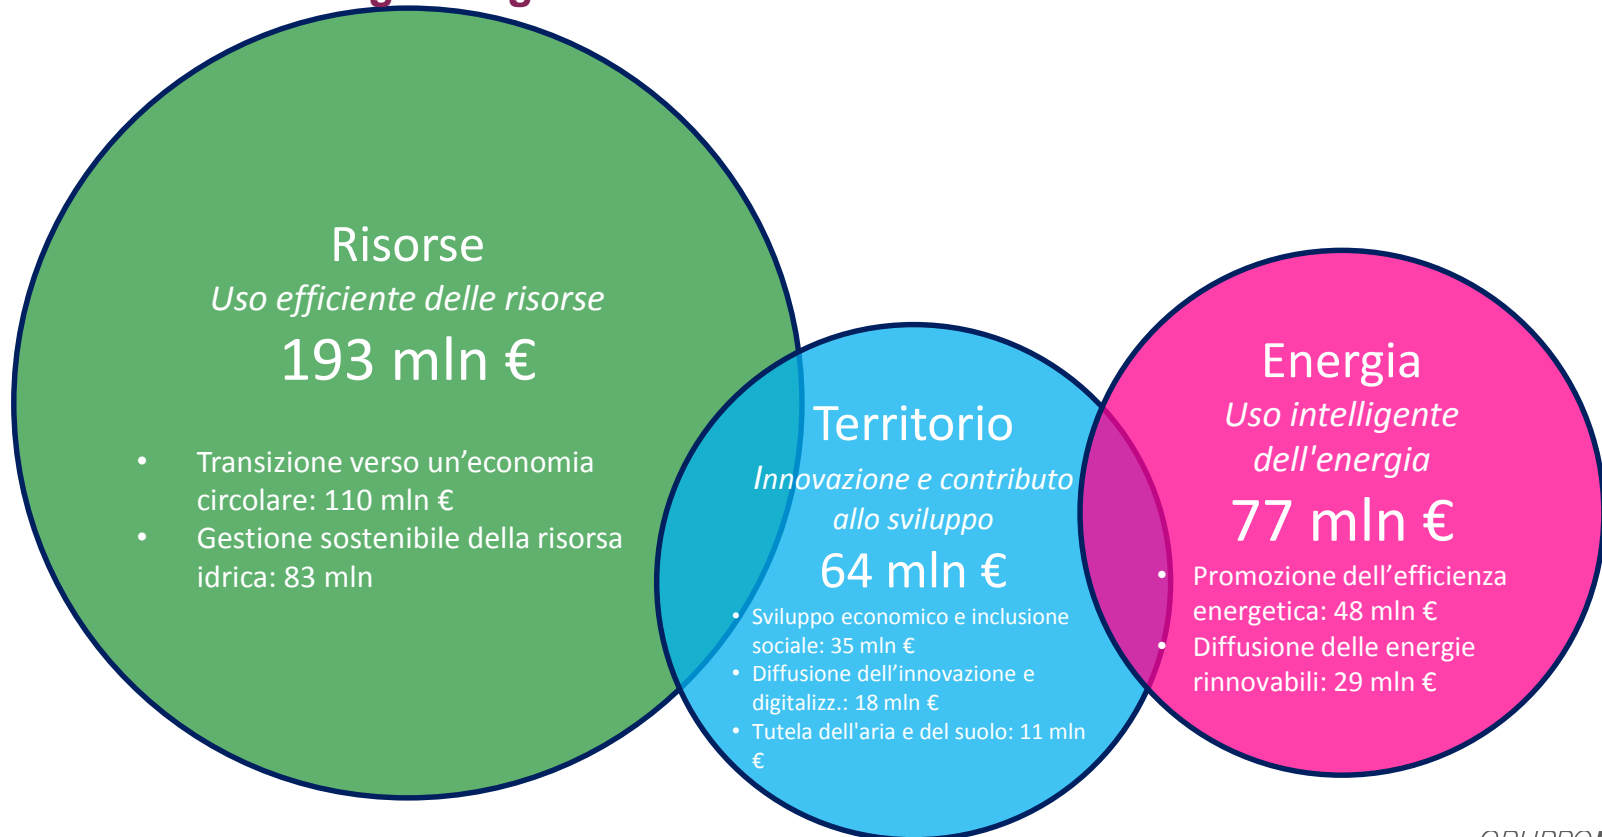 Risorse
Uso efficiente delle risorse
193 mln €
• Transizione verso un’economia
circolare: 110 mln €
• Gestione sostenibile della risorsa
idrica: 83 mln
Territorio
Innovazione e contributo
allo sviluppo
64 mln €
• Sviluppo economico e inclusione
sociale: 35 mln €
• Diffusione dell’innovazione e
digitalizz.: 18 mln €
• Tutela dell'aria e del suolo: 11 mln
€
Energia
Uso intelligente
dell'energia
77 mln €
• Promozione dell’efficienza
energetica: 48 mln €
• Diffusione delle energie
rinnovabili: 29 mln €